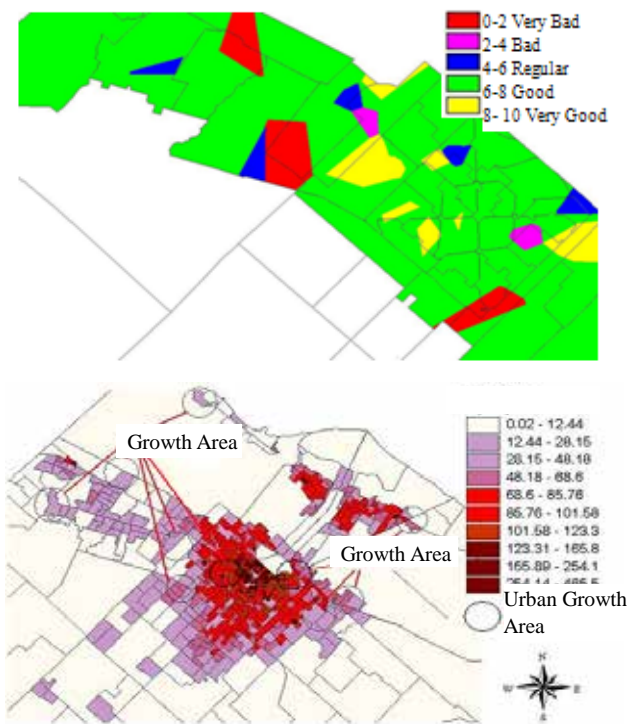 0-2 Very Bad
2-4 Bad
4-6 Regular
6-8 Good
8- 10 Very Good
Growth Area
Growth Area
0.02 - 12.44
12.44 - 28.15
28.15 - 48.18
48.18 - 68.6
68.6 - 85.76
85.76 - 101.58
101.58 - 123.3
123.31 - 165.8
165.89 - 254.1
Urban Growth
Area
N
W E
S